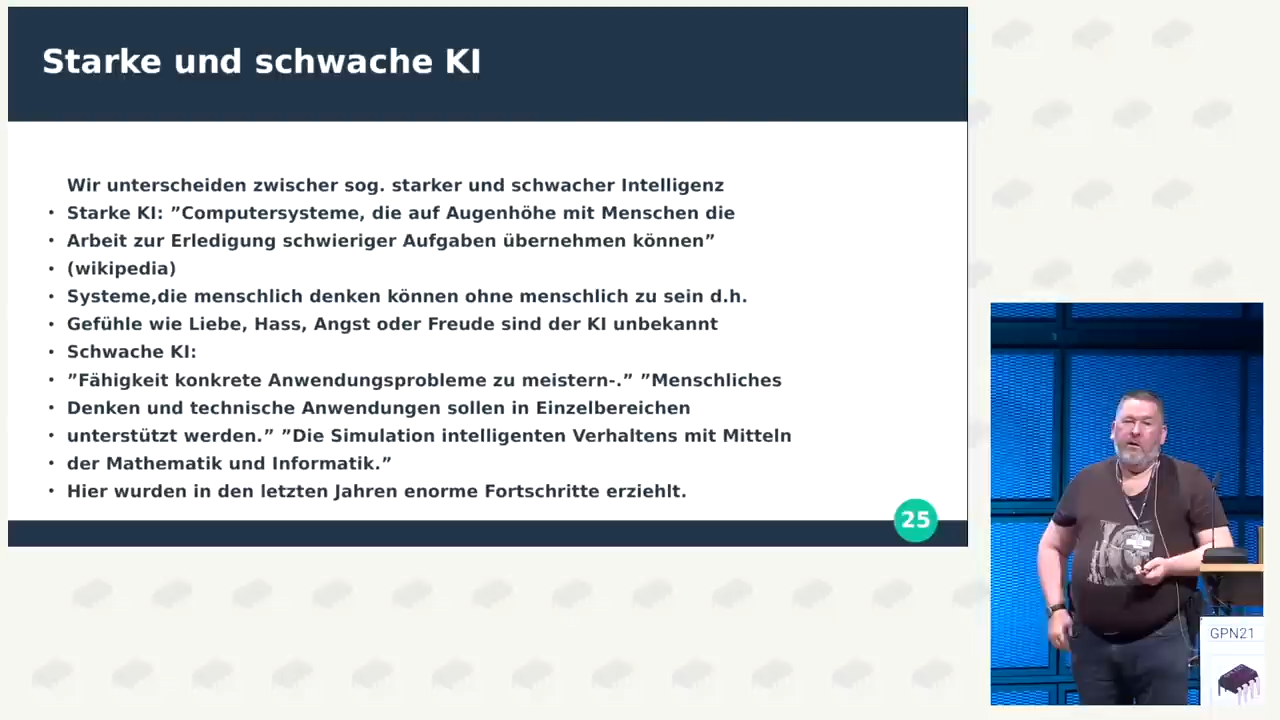 Starke und schwache KI
Wir unterscheiden zwischer sog. starker und schwacher Intelligenz
• Starke KI: ”Computersysteme, die auf Augenhöhe mit Menschen die
• Arbeit zur Erledigung schwieriger Aufgaben übernehmen können”
• (wikipedia)
• Systeme,die menschlich denken können ohne menschlich zu sein d.h.
• Gefühle wie Liebe, Hass, Angst oder Freude sind der KI unbekannt
• Schwache KI:
• ”Fähigkeit konkrete Anwendungsprobleme zu meistern-.” ”Menschliches
• Denken und technische Anwendungen sollen in Einzelbereichen
• unterstützt werden.” ”Die Simulation intelligenten Verhaltens mit Mitteln
• der Mathematik und Informatik.”
• Hier wurden in den letzten Jahren enorme Fortschritte erziehlt.
25
GPN21